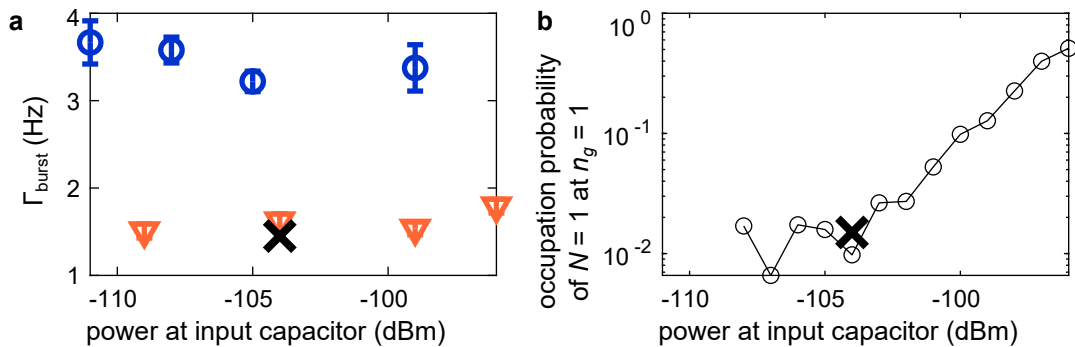 a
4
3
2
1
Γburst (Hz)
-110
-105
-100
power at input capacitor (dBm)
b
10^0
10^-1
10^-2
occupation probability
of N = 1 at n_g = 1
-110
-105
-100
power at input capacitor (dBm)